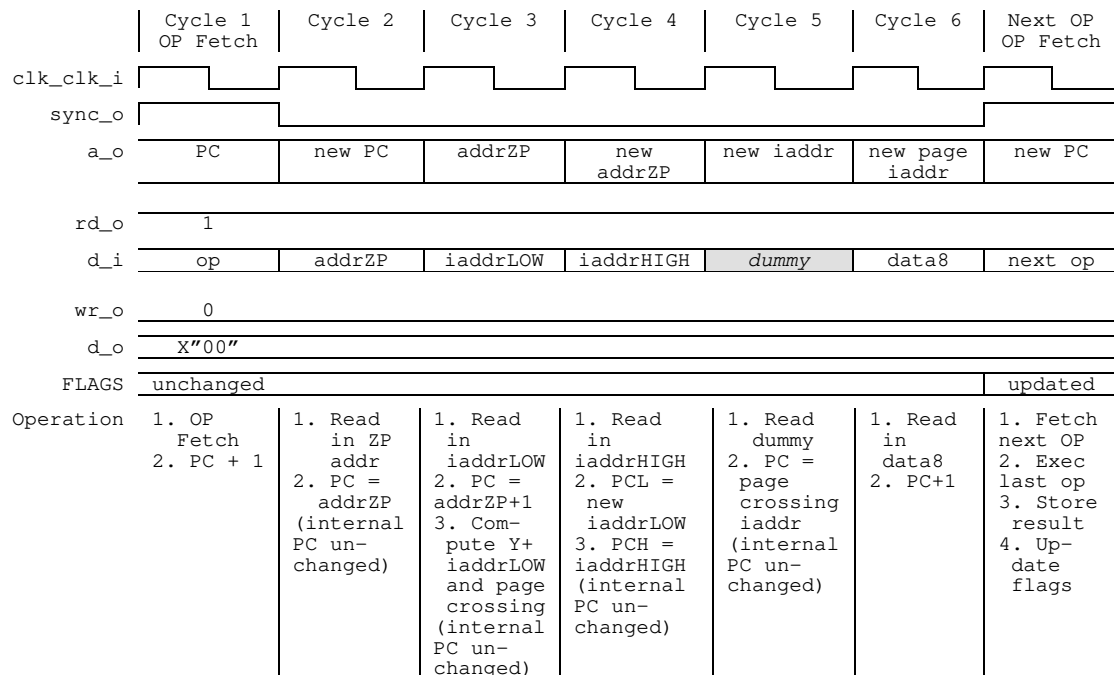 Cycle 1 Cycle 2 Cycle 3 Cycle 4 Cycle 5 Cycle 6 Next OP
OP Fetch OP Fetch
clk_clk_i
sync_o
a_o PC new PC addrZP new new iaddr new page new PC
addrZP iaddr
rd_o 1
d_i op addrZP iaddrLOW iaddrHIGH dummy data8 next op
wr_o 0
d_o X"00"
FLAGS unchanged updated
Operation
1. OP
Fetch
2. PC + 1
1. Read
in ZP
addr
2. PC =
addrZP
(internal
PC un-
changed)
1. Read
in
iaddrLOW
2. PC =
addrZP+1
3. Com-
pute Y+
iaddrLOW
and page
crossing
(internal
PC un-
changed)
1. Read
in
iaddrHIGH
2. PCL =
new
iaddrLOW
3. PCH =
iaddrHIGH
(internal
PC un-
changed)
1. Read
dummy
2. PC =
page
crossing
iaddr
(internal
PC un-
changed)
1. Read
in
data8
2. PC+1
1. Fetch
next OP
2. Exec
last op
3. Store
result
4. Up-
date
flags